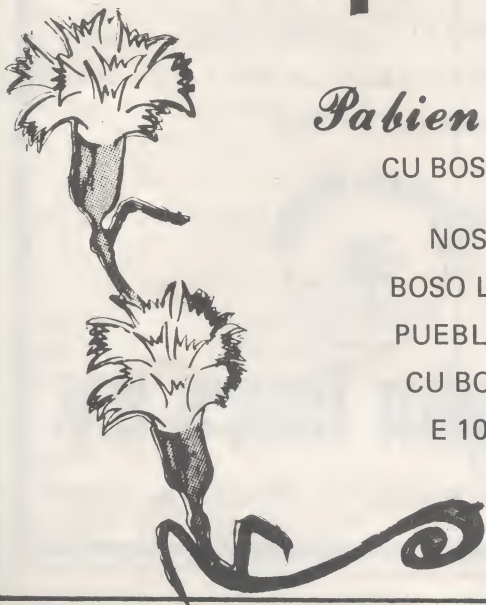 Pabien
CU BOS
NOS
BOSO L
PUEBL
CU BO
E 10